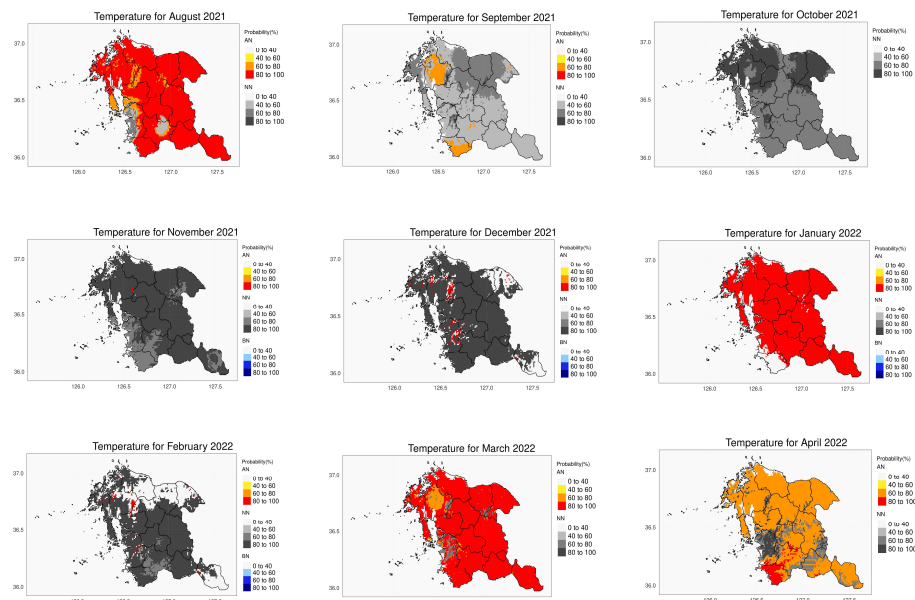 Temperature for August 2021
Probability(%)
AN
0 to 40
40 to 60
60 to 80
80 to 100
NN
0 to 40
40 to 60
60 to 80
80 to 100
37.0
36.5
36.0
126.0 126.5 127.0 127.5
Temperature for September 2021
Probability(%)
AN
0 to 40
40 to 60
60 to 80
80 to 100
NN
0 to 40
40 to 60
60 to 80
80 to 100
37.0
36.5
36.0
126.0 126.5 127.0 127.5
Temperature for October 2021
Probability(%)
NN
0 to 40
40 to 60
60 to 80
80 to 100
37.0
36.5
36.0
126.0 126.5 127.0 127.5
Temperature for November 2021
Probability(%)
AN
0 to 40
40 to 60
60 to 80
80 to 100
NN
0 to 40
40 to 60
60 to 80
80 to 100
BN
0 to 40
40 to 60
60 to 80
80 to 100
37.0
36.5
36.0
126.0 126.5 127.0 127.5
Temperature for December 2021
Probability(%)
AN
0 to 40
40 to 60
60 to 80
80 to 100
NN
0 to 40
40 to 60
60 to 80
80 to 100
BN
0 to 40
40 to 60
60 to 80
80 to 100
37.0
36.5
36.0
126.0 126.5 127.0 127.5
Temperature for January 2022
Probability(%)
AN
0 to 40
40 to 60
60 to 80
80 to 100
NN
0 to 40
40 to 60
60 to 80
80 to 100
BN
0 to 40
40 to 60
60 to 80
80 to 100
37.0
36.5
36.0
126.0 126.5 127.0 127.5
Temperature for February 2022
Probability(%)
AN
0 to 40
40 to 60
60 to 80
80 to 100
NN
0 to 40
40 to 60
60 to 80
80 to 100
BN
0 to 40
40 to 60
60 to 80
80 to 100
37.0
36.5
36.0
Temperature for March 2022
Probability(%)
AN
0 to 40
40 to 60
60 to 80
80 to 100
NN
0 to 40
40 to 60
60 to 80
80 to 100
37.0
36.5
36.0
Temperature for April 2022
Probability(%)
AN
0 to 40
40 to 60
60 to 80
80 to 100
NN
0 to 40
40 to 60
60 to 80
80 to 100
37.0
36.5
36.0